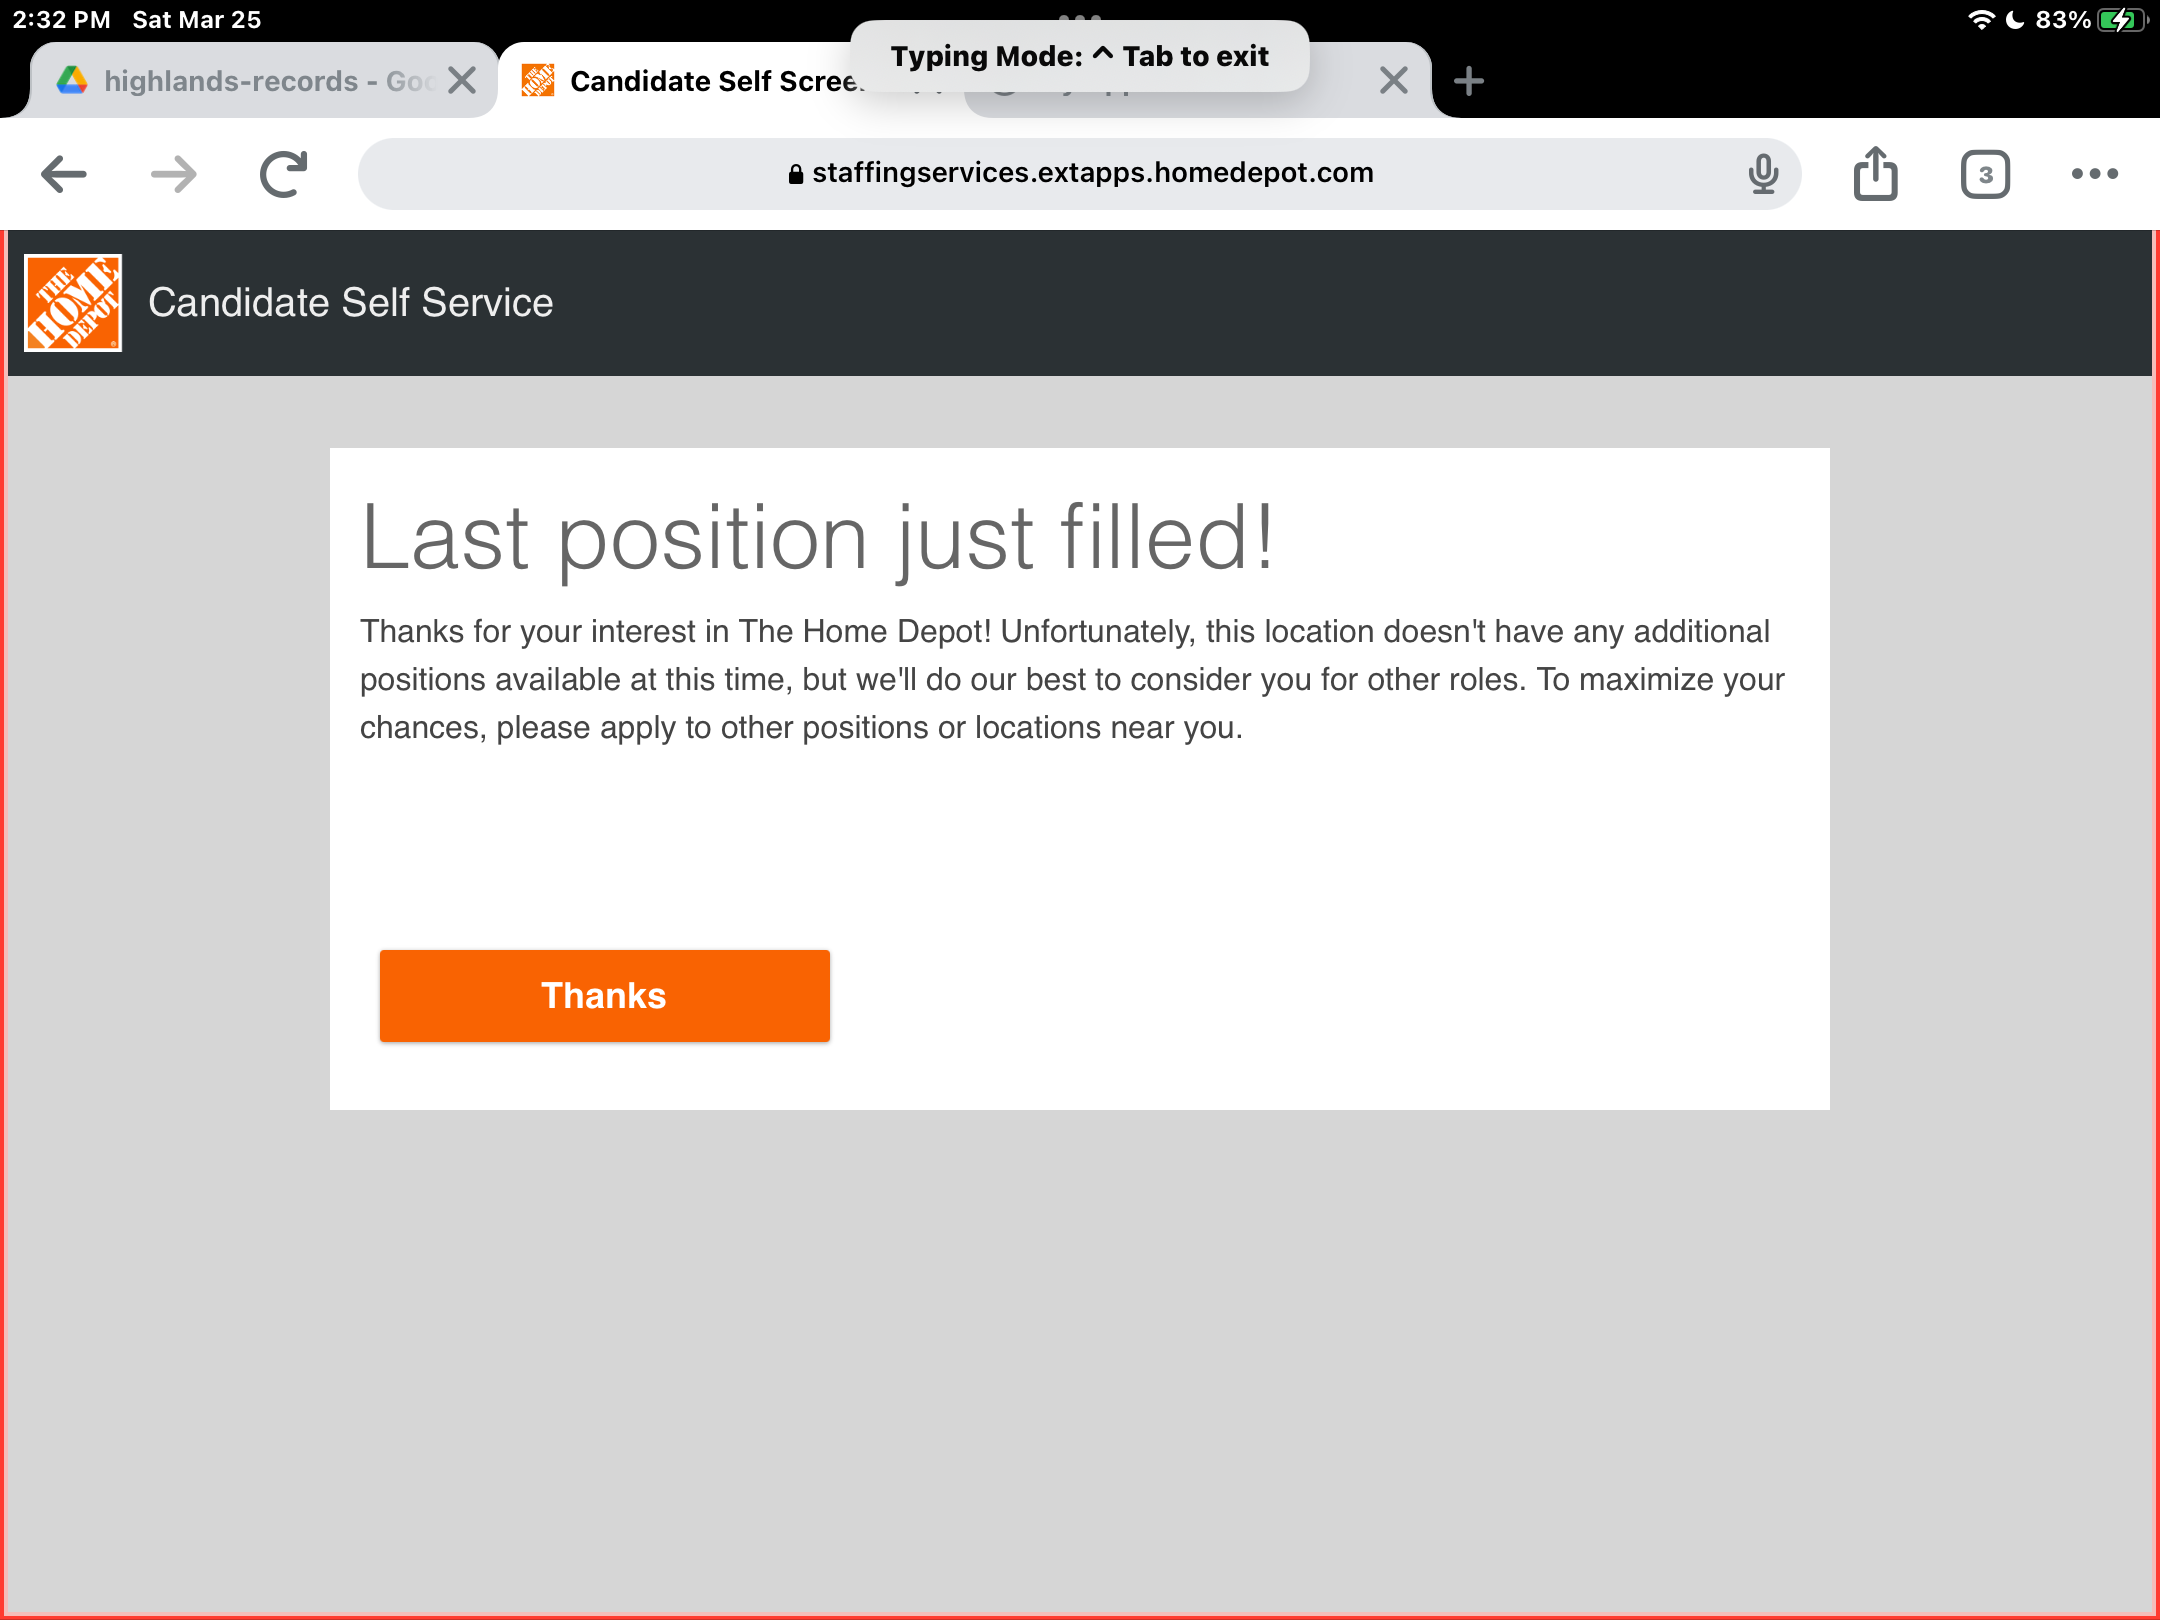 2:32 PM Sat Mar 25
83%
Typing Mode: ^ Tab to exit
highlands-records - Goo
Candidate Self Scree
staffingservices.extapps.homedepot.com
3
THE HOME DEPOT
Candidate Self Service
Last position just filled!
Thanks for your interest in The Home Depot! Unfortunately, this location doesn't have any additional
positions available at this time, but we'll do our best to consider you for other roles. To maximize your
chances, please apply to other positions or locations near you.
Thanks